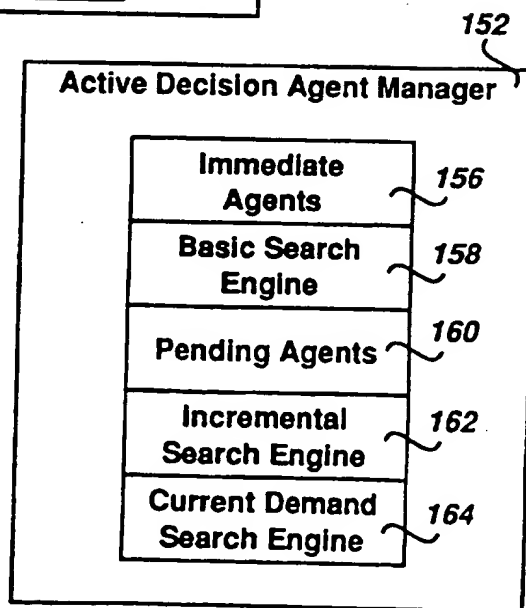 152
Active Decision Agent Manager
Immediate
Agents
156
Basic Search
Engine
158
Pending Agents
160
Incremental
Search Engine
162
Current Demand
Search Engine
164